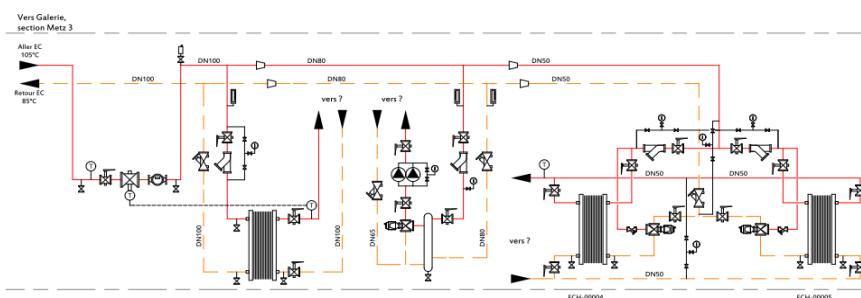 Vers Galerie,
section Metz 3
Aller EC
105°C
DN100
DN80
DN50
DN100
DN80
DN50
Retour EC
85°C
vers ?
vers ?
T
DN50
DN50
T
T
T
DN100
DN100
DN65
DN80
vers ?
DN50
ECH-00004
ECH-00005